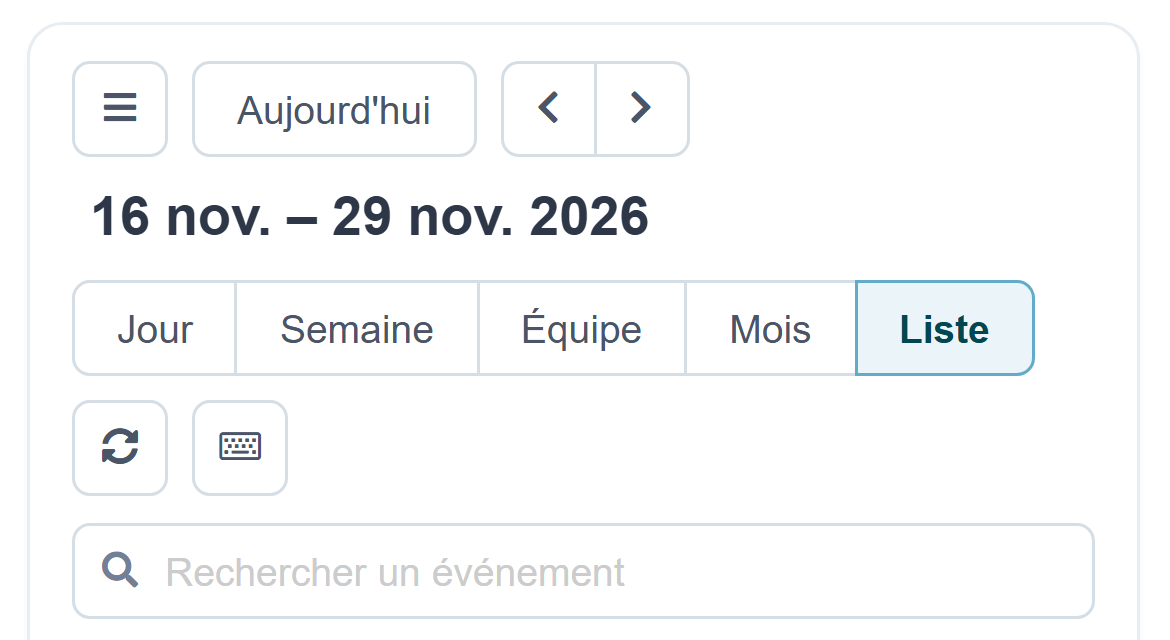 Aujourd'hui
16 nov. – 29 nov. 2026
Jour Semaine Équipe Mois Liste
Rechercher un événement